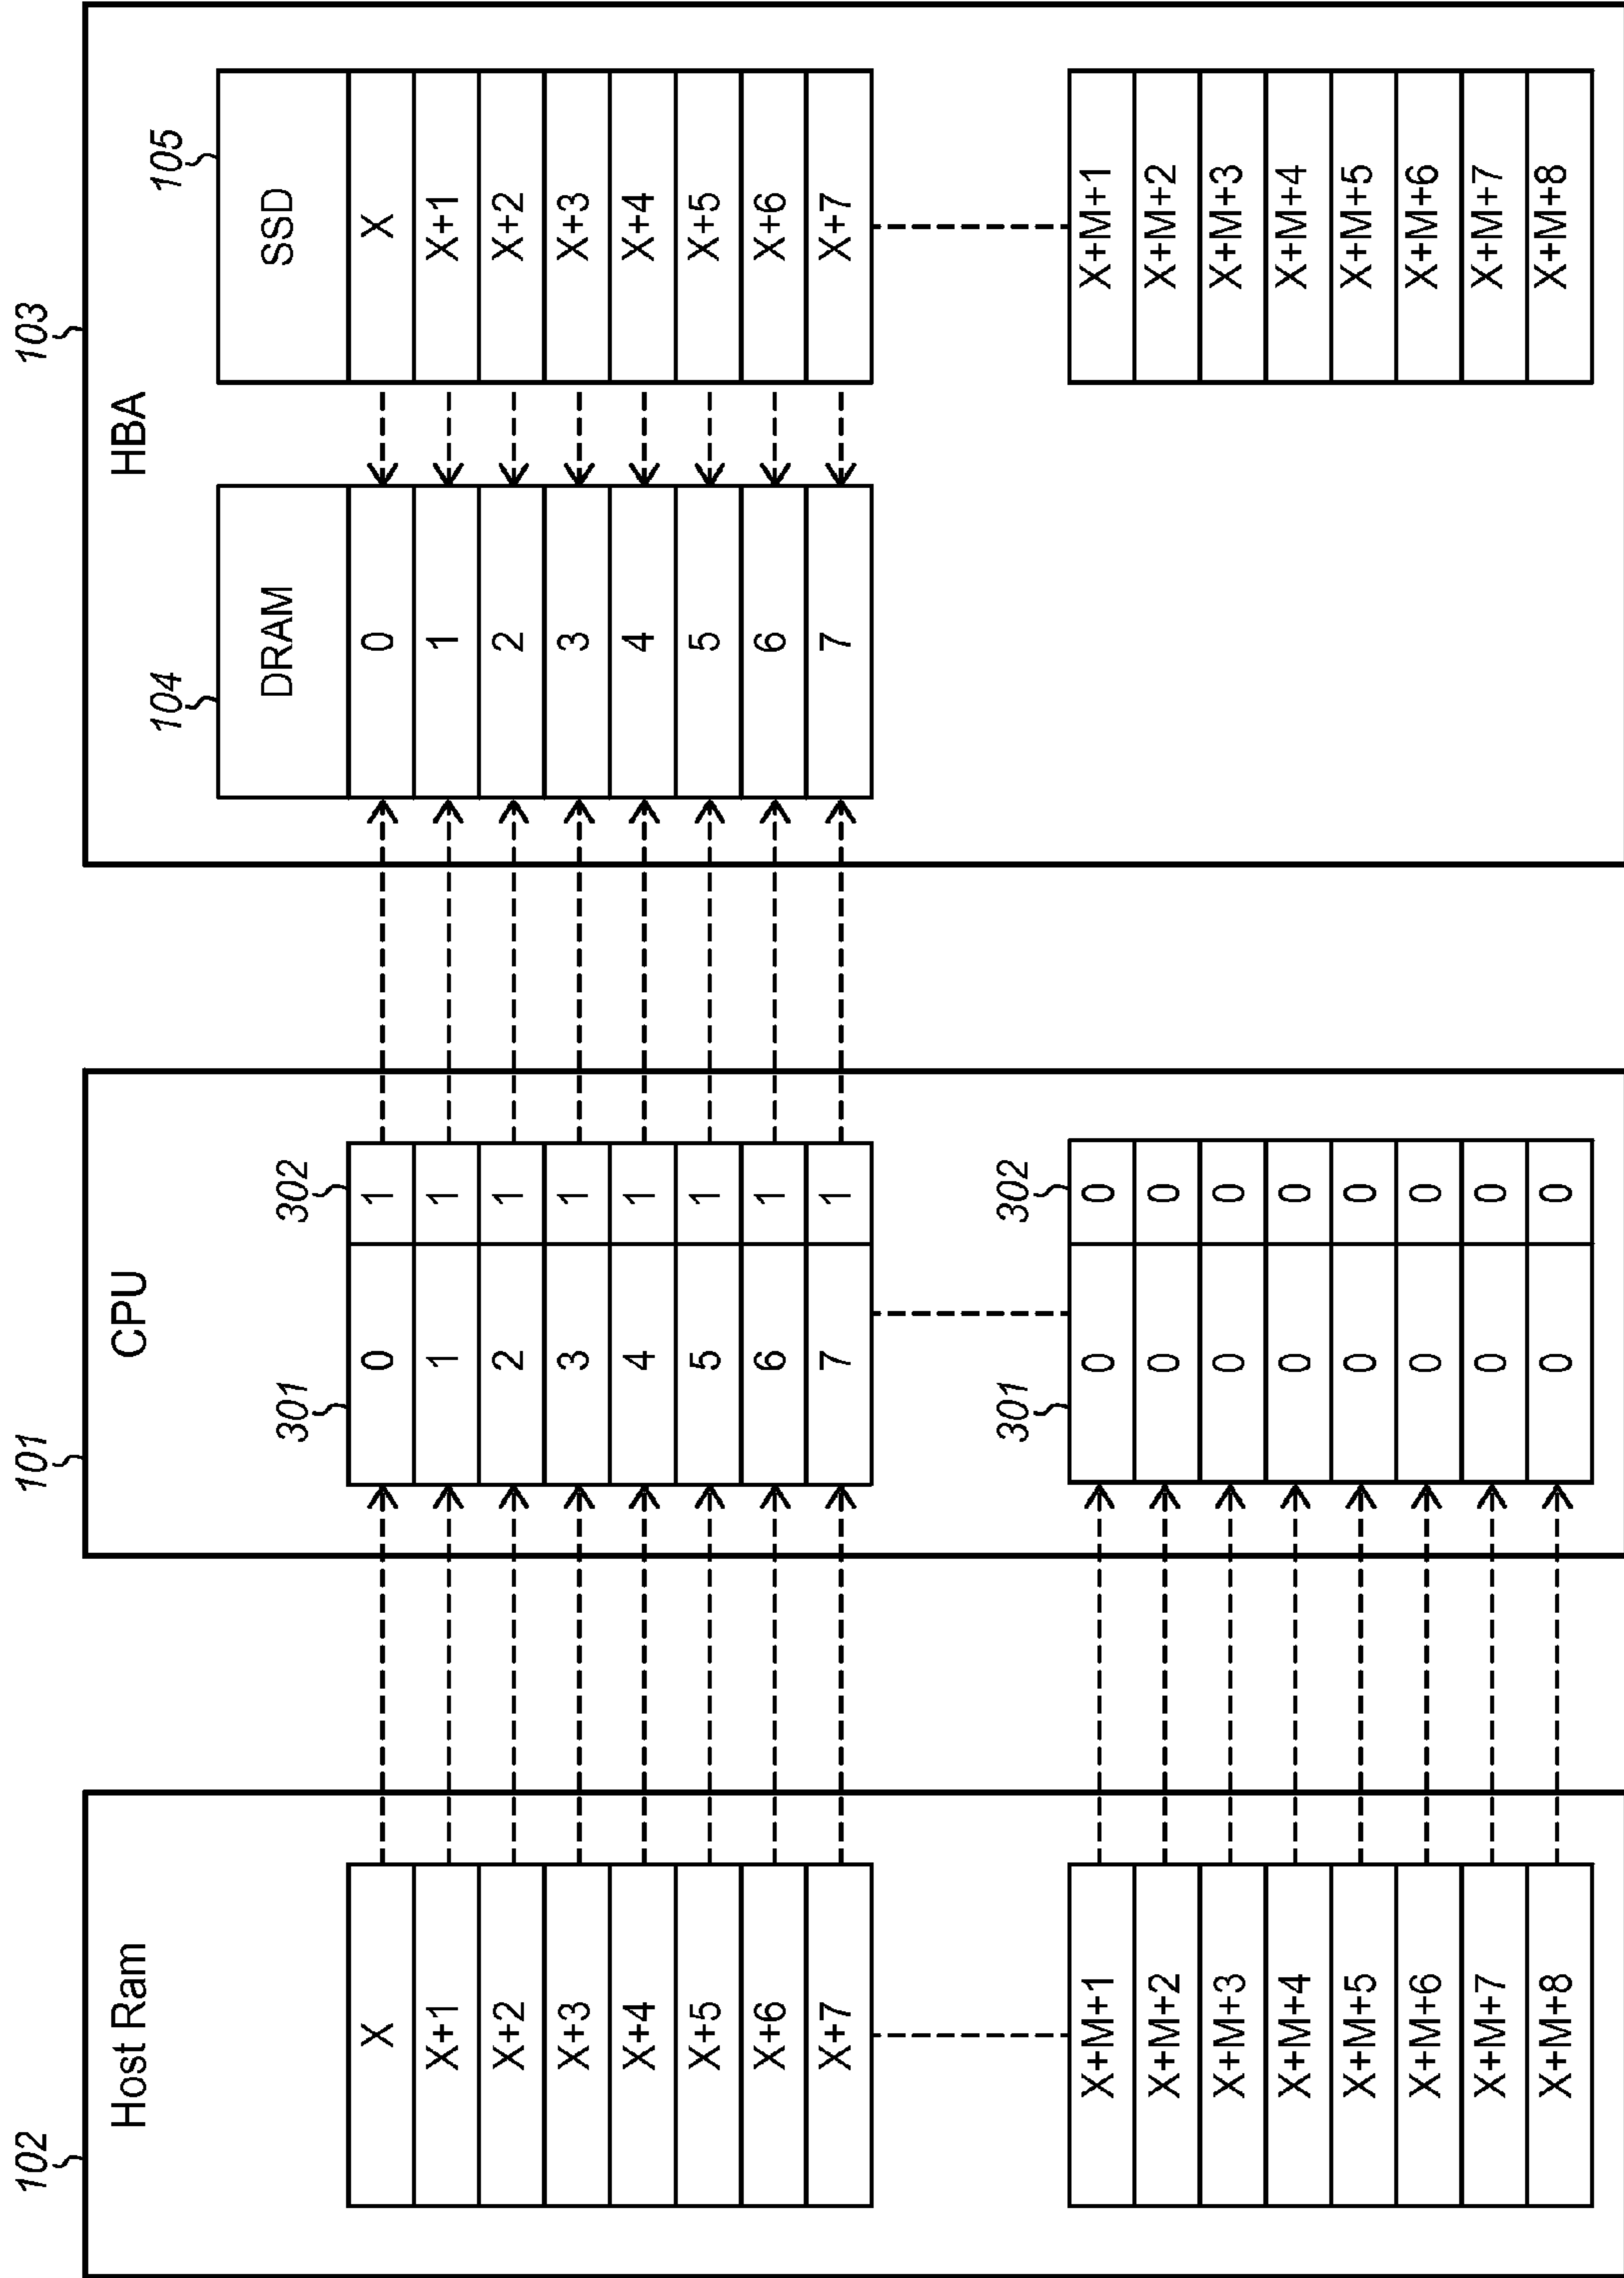 102
Host Ram
X
X+1
X+2
X+3
X+4
X+5
X+6
X+7
X+M+1
X+M+2
X+M+3
X+M+4
X+M+5
X+M+6
X+M+7
X+M+8
101
CPU
301 302
0 1
1 1
2 1
3 1
4 1
5 1
6 1
7 1
301 302
0 0
0 0
0 0
0 0
0 0
0 0
0 0
0 0
103
HBA
104
DRAM
0
1
2
3
4
5
6
7
105
SSD
X
X+1
X+2
X+3
X+4
X+5
X+6
X+7
X+M+1
X+M+2
X+M+3
X+M+4
X+M+5
X+M+6
X+M+7
X+M+8